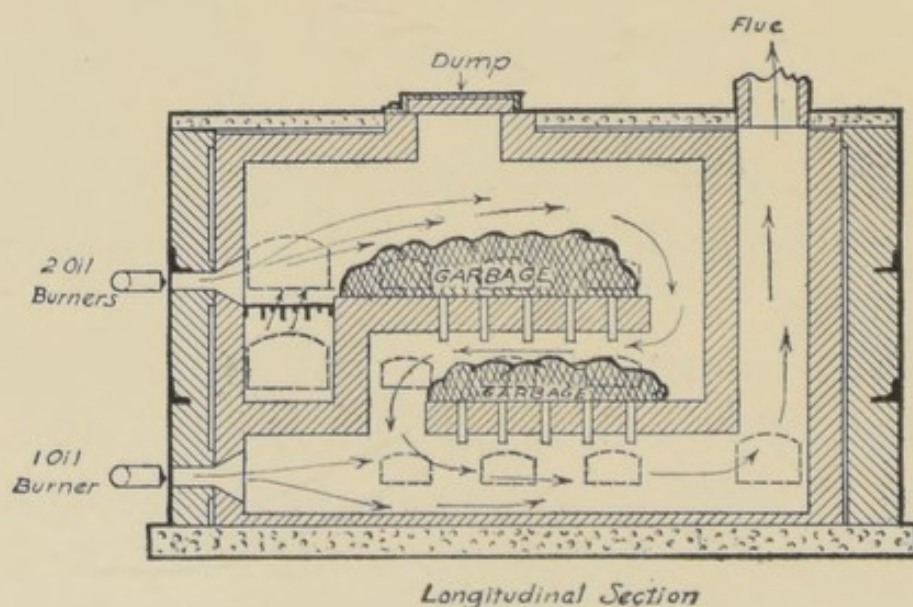 Flue
Dump
2 Oil
Burners
GARBAGE
GARBAGE
1 Oil
Burner
Longitudinal Section